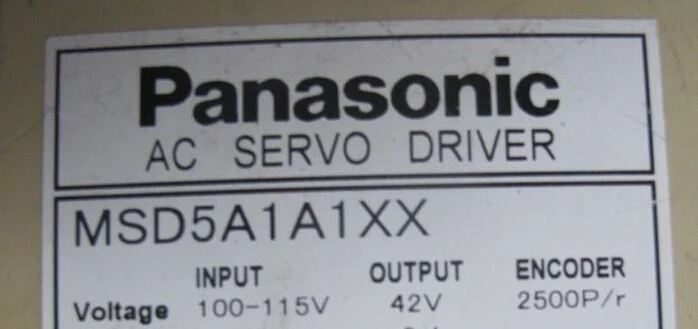 Panasonic
AC SERVO DRIVER
MSD5A1A1XX
INPUT OUTPUT ENCODER
Voltage 100-115V 42V 2500P/r